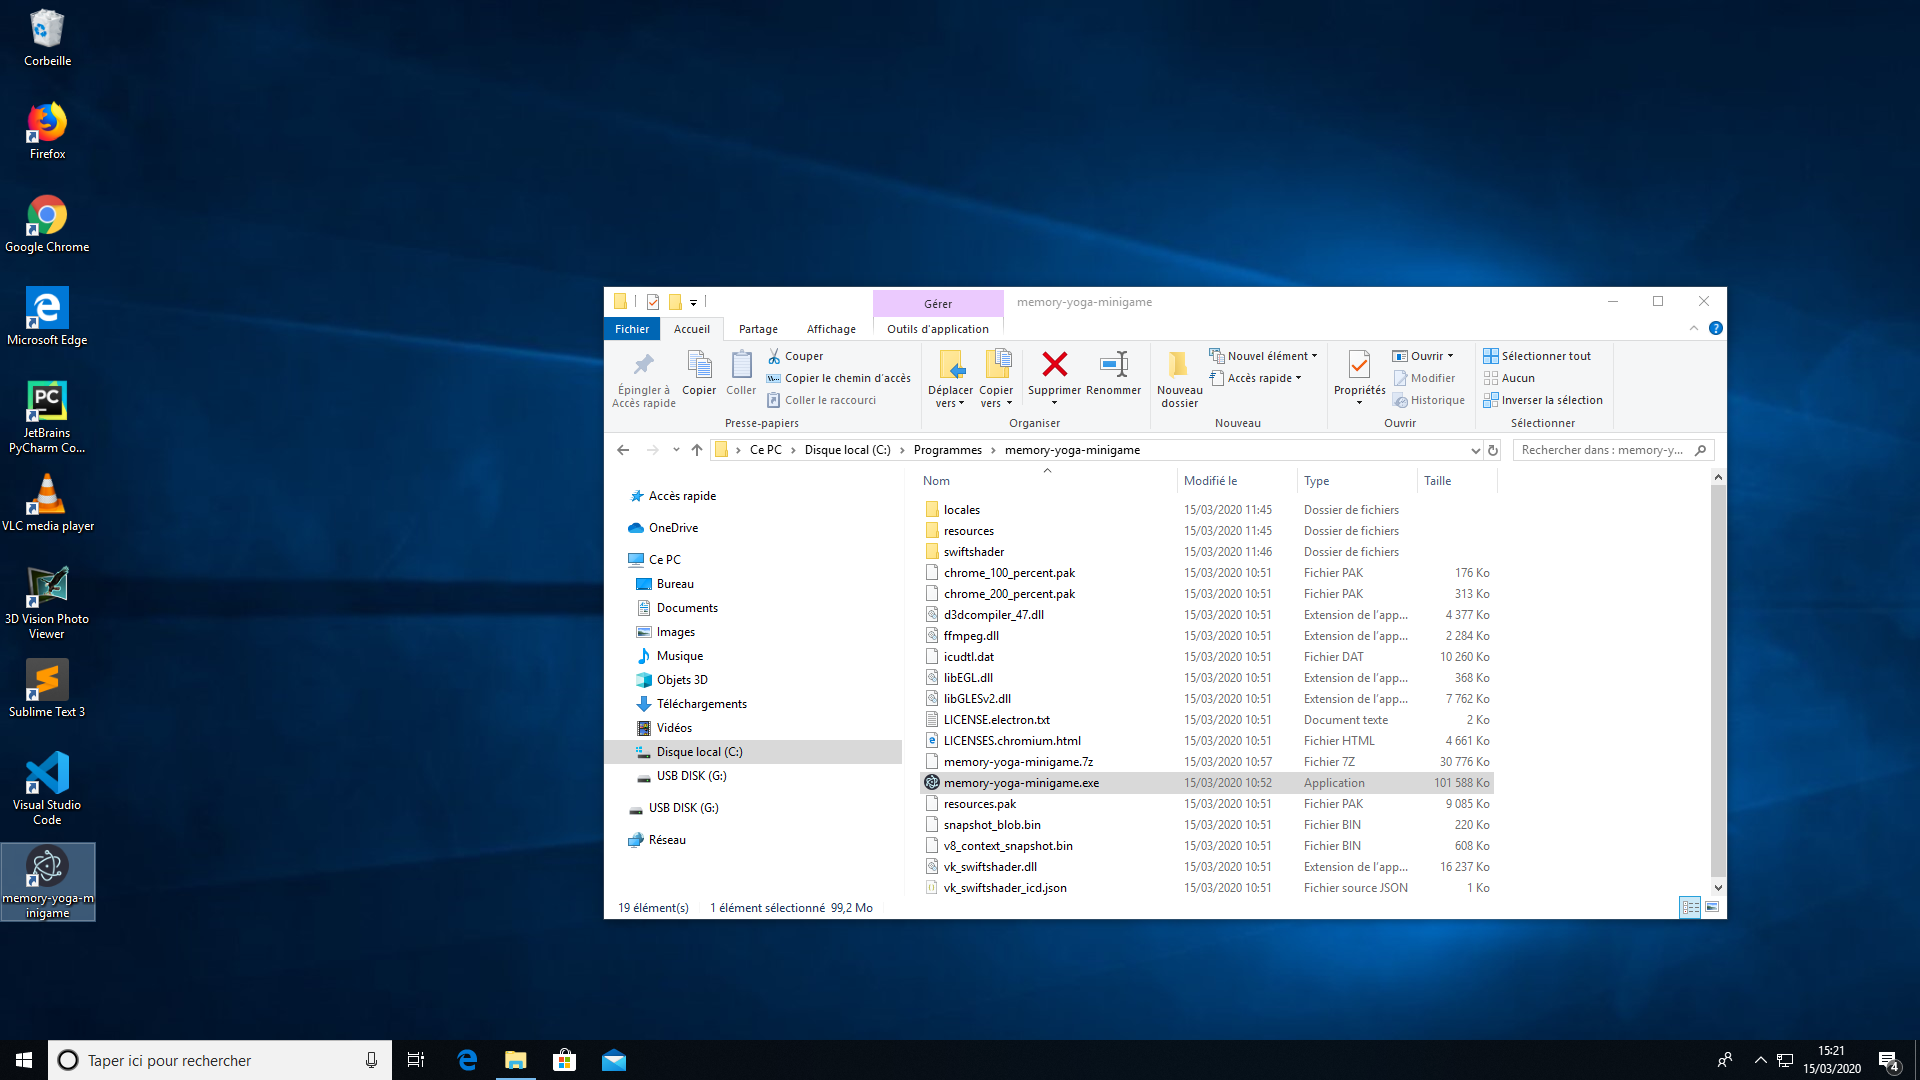 Corbeille
Firefox
Google Chrome
Microsoft Edge
JetBrains
PyCharm Co...
VLC media player
3D Vision Photo
Viewer
Sublime Text 3
Visual Studio
Code
memory-yoga-m
inigame
Gérer
memory-yoga-minigame
Fichier
Accueil
Partage
Affichage
Outils d'application
Épingler à
Accès rapide
Copier
Coller
Couper
Copier le chemin d'accès
Coller le raccourci
Presse-papiers
Déplacer
vers
Copier
vers
Supprimer
Renommer
Organiser
Nouveau
dossier
Nouvel élément
Accès rapide
Nouveau
Propriétés
Ouvrir
Modifier
Historique
Ouvrir
Sélectionner tout
Aucun
Inverser la sélection
Sélectionner
Ce PC > Disque local (C:) > Programmes > memory-yoga-minigame
Rechercher dans : memory-y...
Accès rapide
OneDrive
Ce PC
Bureau
Documents
Images
Musique
Objets 3D
Téléchargements
Vidéos
Disque local (C:)
USB DISK (G:)
USB DISK (G:)
Réseau
Nom Modifié le Type Taille
locales 15/03/2020 11:45 Dossier de fichiers
resources 15/03/2020 11:45 Dossier de fichiers
swiftshader 15/03/2020 11:46 Dossier de fichiers
chrome_100_percent.pak 15/03/2020 10:51 Fichier PAK 176 Ko
chrome_200_percent.pak 15/03/2020 10:51 Fichier PAK 313 Ko
d3dcompiler_47.dll 15/03/2020 10:51 Extension de l'app... 4 377 Ko
ffmpeg.dll 15/03/2020 10:51 Extension de l'app... 2 284 Ko
icudtl.dat 15/03/2020 10:51 Fichier DAT 10 260 Ko
libEGL.dll 15/03/2020 10:51 Extension de l'app... 368 Ko
libGLESv2.dll 15/03/2020 10:51 Extension de l'app... 7 762 Ko
LICENSE.electron.txt 15/03/2020 10:51 Document texte 2 Ko
LICENSES.chromium.html 15/03/2020 10:51 Fichier HTML 4 661 Ko
memory-yoga-minigame.7z 15/03/2020 10:57 Fichier 7Z 30 776 Ko
memory-yoga-minigame.exe 15/03/2020 10:52 Application 101 588 Ko
resources.pak 15/03/2020 10:51 Fichier PAK 9 085 Ko
snapshot_blob.bin 15/03/2020 10:51 Fichier BIN 220 Ko
v8_context_snapshot.bin 15/03/2020 10:51 Fichier BIN 608 Ko
vk_swiftshader.dll 15/03/2020 10:51 Extension de l'app... 16 237 Ko
vk_swiftshader_icd.json 15/03/2020 10:51 Fichier source JSON 1 Ko
19 élément(s) 1 élément sélectionné 99,2 Mo
Taper ici pour rechercher
15:21
15/03/2020
4